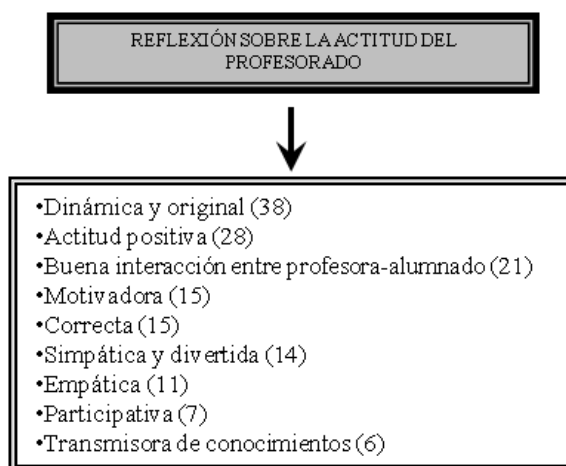 REFLEXIÓN SOBRE LA ACTITUD DEL
PROFESORADO
•Dinámica y original (38)
•Actitud positiva (28)
•Buena interacción entre profesora-alumnado (21)
•Motivadora (15)
•Correcta (15)
•Simpática y divertida (14)
•Empática (11)
•Participativa (7)
•Transmisora de conocimientos (6)